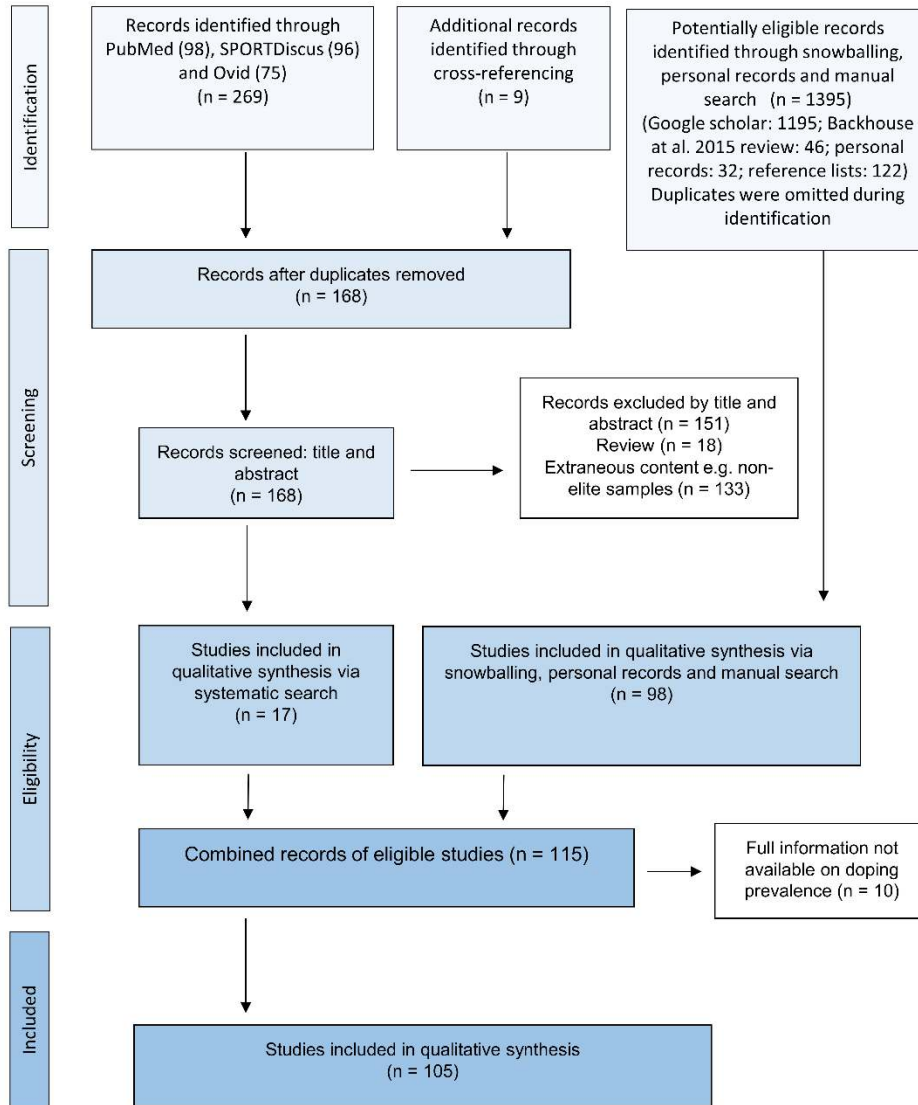 Identification
Records identified through
PubMed (98), SPORTDiscus (96)
and Ovid (75)
(n = 269)
Additional records
identified through
cross-referencing
(n = 9)
Potentially eligible records
identified through snowballing,
personal records and manual
search (n = 1395)
(Google scholar: 1195; Backhouse
at al. 2015 review: 46; personal
records: 32; reference lists: 122)
Duplicates were omitted during
identification
Screening
Records after duplicates removed
(n = 168)
Records screened: title and
abstract
(n = 168)
Records excluded by title and
abstract (n = 151)
Review (n = 18)
Extraneous content e.g. non-
elite samples (n = 133)
Eligibility
Studies included in
qualitative synthesis via
systematic search
(n = 17)
Studies included in qualitative synthesis via
snowballing, personal records and manual search
(n = 98)
Combined records of eligible studies (n = 115)
Full information not
available on doping
prevalence (n = 10)
Included
Studies included in qualitative synthesis
(n = 105)